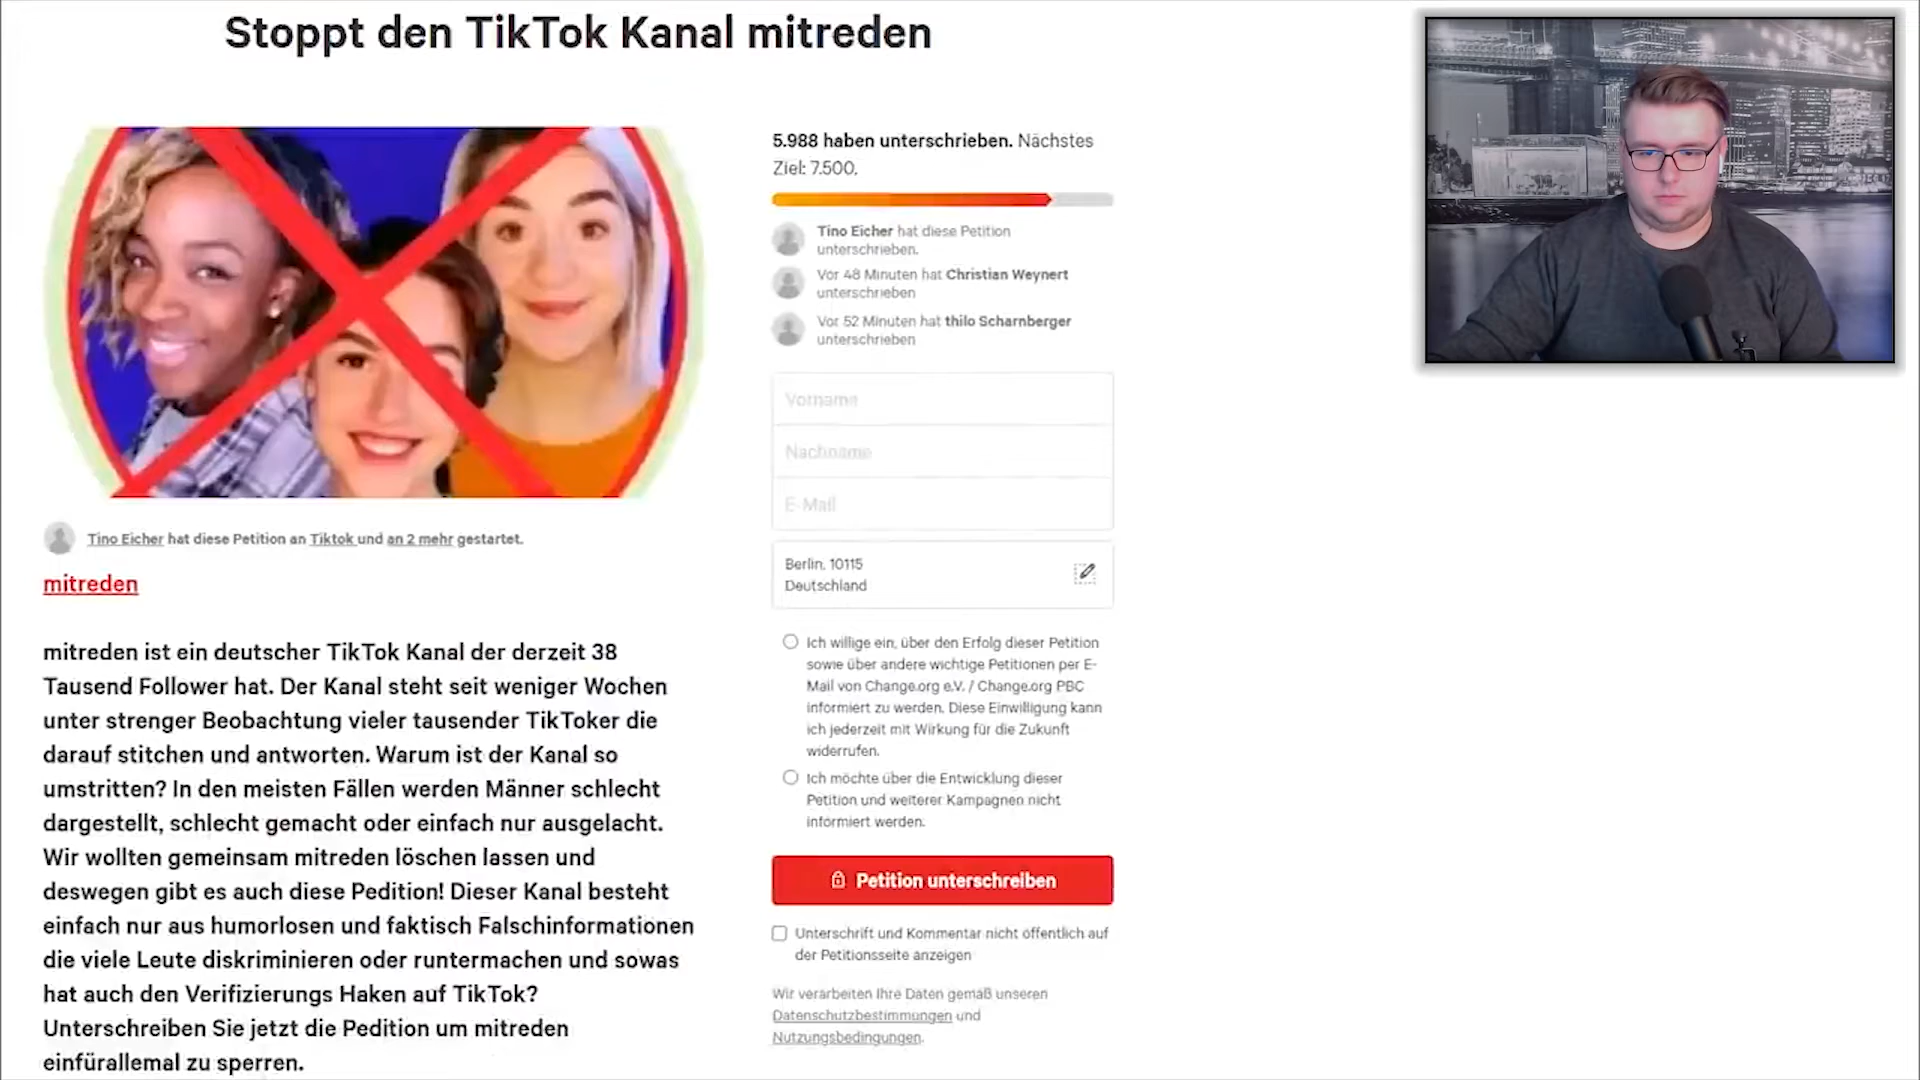 Stoppt den TikTok Kanal mitreden
Tino Eicher hat diese Petition an Tiktok und an 2 mehr gestartet.
mitreden
mitreden ist ein deutscher TikTok Kanal der derzeit 38
Tausend Follower hat. Der Kanal steht seit weniger Wochen
unter strenger Beobachtung vieler tausender TikToker die
darauf stitchen und antworten. Warum ist der Kanal so
umstritten? In den meisten Fällen werden Männer schlecht
dargestellt, schlecht gemacht oder einfach nur ausgelacht.
Wir wollten gemeinsam mitreden löschen lassen und
deswegen gibt es auch diese Pedition! Dieser Kanal besteht
einfach nur aus humorlosen und faktisch Falschinformationen
die viele Leute diskriminieren oder runtermachen und sowas
hat auch den Verifizierungs Haken auf TikTok?
Unterschreiben Sie jetzt die Pedition um mitreden
einfürallemal zu sperren.
5.988 haben unterschrieben. Nächstes
Ziel: 7.500.
Tino Eicher hat diese Petition
unterschrieben.
Vor 48 Minuten hat Christian Weynert
unterschrieben
Vor 52 Minuten hat thilo Scharnberger
unterschrieben
Vorname
Nachname
E-Mail
Berlin, 10115
Deutschland
Ich willige ein, über den Erfolg dieser Petition
sowie über andere wichtige Petitionen per E-
Mail von Change.org e.V. / Change.org PBC
informiert zu werden. Diese Einwilligung kann
ich jederzeit mit Wirkung für die Zukunft
widerrufen.
Ich möchte über die Entwicklung dieser
Petition und weiterer Kampagnen nicht
informiert werden.
Petition unterschreiben
Unterschrift und Kommentar nicht öffentlich auf
der Petitionsseite anzeigen
Wir verarbeiten Ihre Daten gemäß unseren
Datenschutzbestimmungen und
Nutzungsbedingungen.